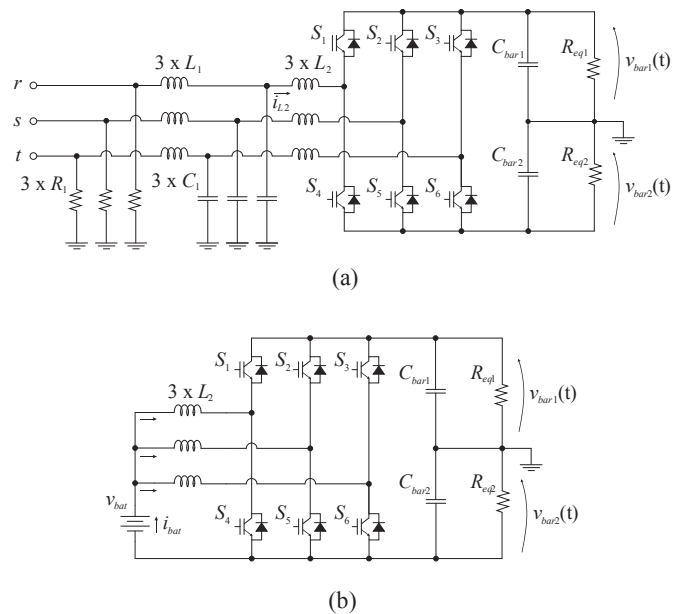 S1 S2 S3
3 x L1 3 x L2 Cbar1 Req1 vbar1(t)
r
iL2
s
t
3 x R1 3 x C1 S4 S5 S6 Cbar2 Req2 vbar2(t)
(a)
S1 S2 S3
3 x L2 Cbar1 Req1 vbar1(t)
vbat ibat S4 S5 S6 Cbar2 Req2 vbar2(t)
(b)